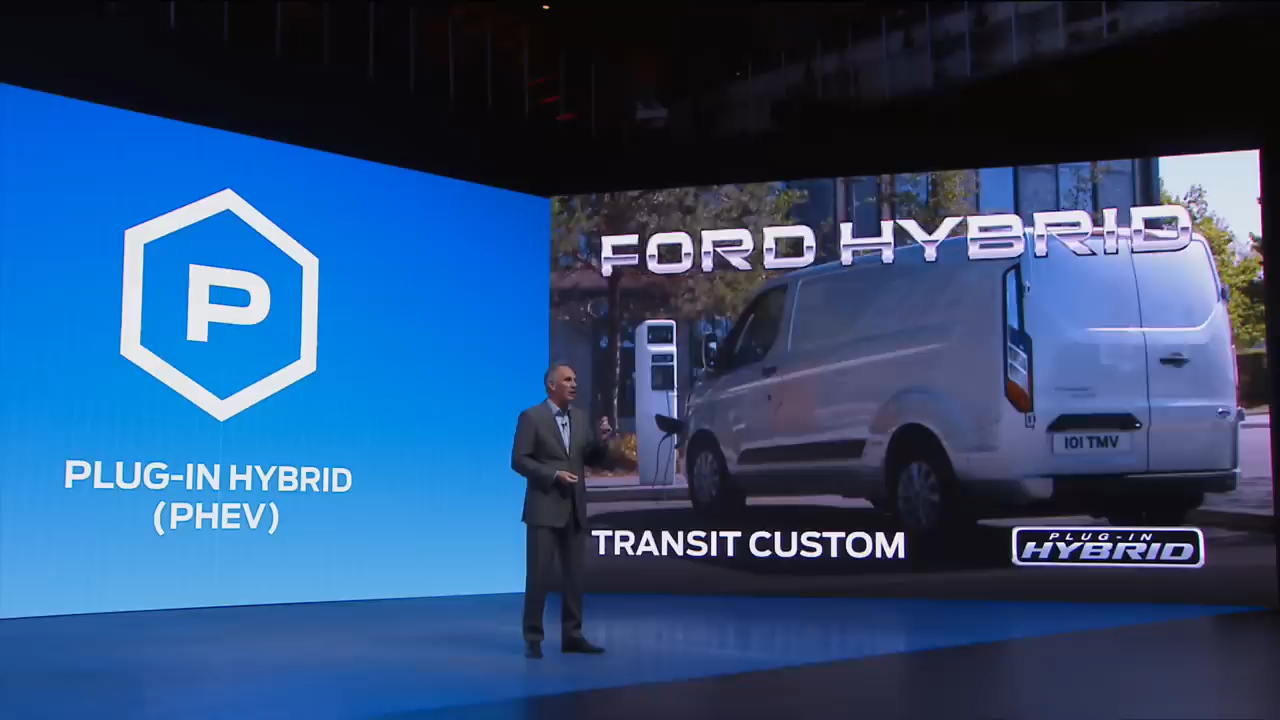 P
PLUG-IN HYBRID
(PHEV)
FORD HYBRID
101 TMV
TRANSIT CUSTOM
PLUG-IN
HYBRID